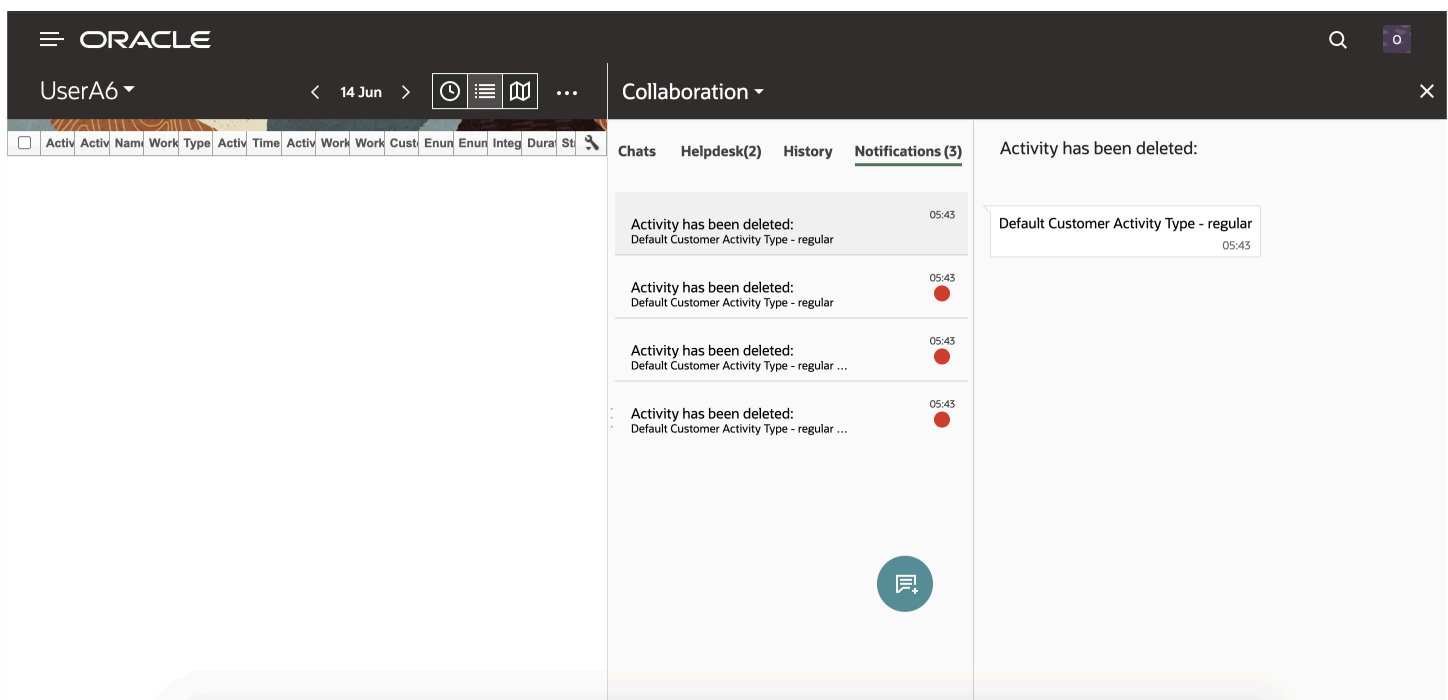 ORACLE
O
UserA6
14 Jun
Collaboration
Activ Activ Name Work Type Activ Time Activ Work Work Custo Enum Enum Integ Durat Sta
Chats Helpdesk(2) History Notifications (3)
Activity has been deleted:
05:43
Activity has been deleted:
Default Customer Activity Type - regular
05:43
Activity has been deleted:
Default Customer Activity Type - regular
05:43
Activity has been deleted:
Default Customer Activity Type - regular ...
05:43
Activity has been deleted:
Default Customer Activity Type - regular ...
Default Customer Activity Type - regular
05:43